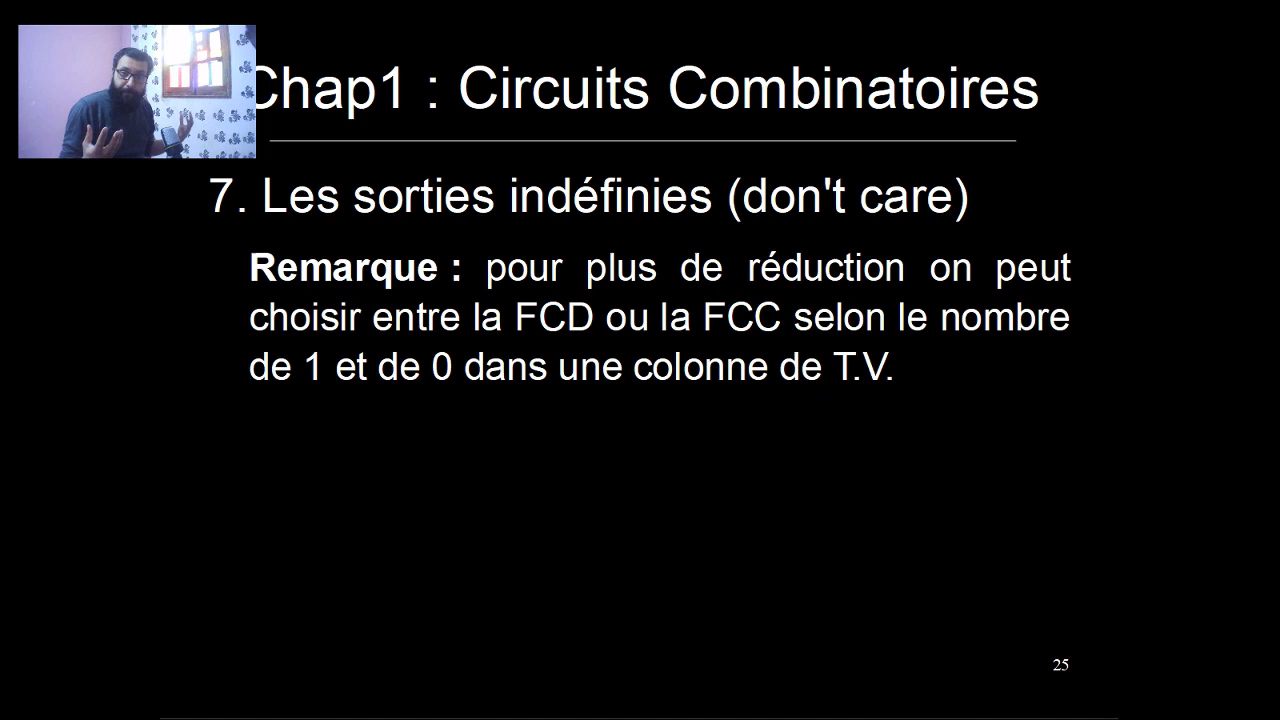 Chap1 : Circuits Combinatoires
7. Les sorties indéfinies (don't care)
Remarque : pour plus de réduction on peut
choisir entre la FCD ou la FCC selon le nombre
de 1 et de 0 dans une colonne de T.V.
25